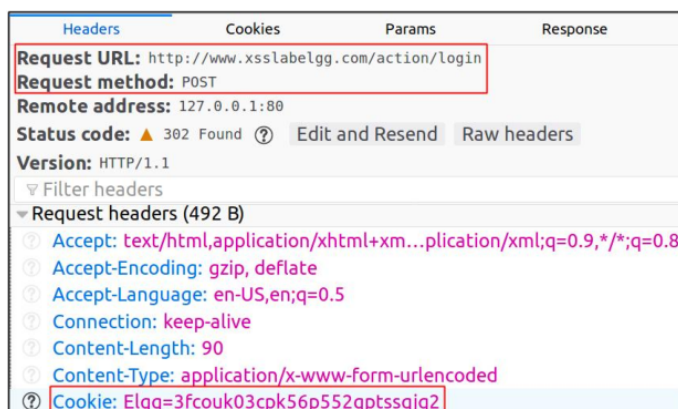 Headers Cookies Params Response
Request URL: http://www.xsslabelgg.com/action/login
Request method: POST
Remote address: 127.0.0.1:80
Status code: 302 Found ? Edit and Resend Raw headers
Version: HTTP/1.1
Filter headers
Request headers (492 B)
? Accept: text/html,application/xhtml+xm…plication/xml;q=0.9,*/*;q=0.8
? Accept-Encoding: gzip, deflate
? Accept-Language: en-US,en;q=0.5
? Connection: keep-alive
? Content-Length: 90
? Content-Type: application/x-www-form-urlencoded
? Cookie: Elgg=3fcouk03cpk56p552gptssgjg2